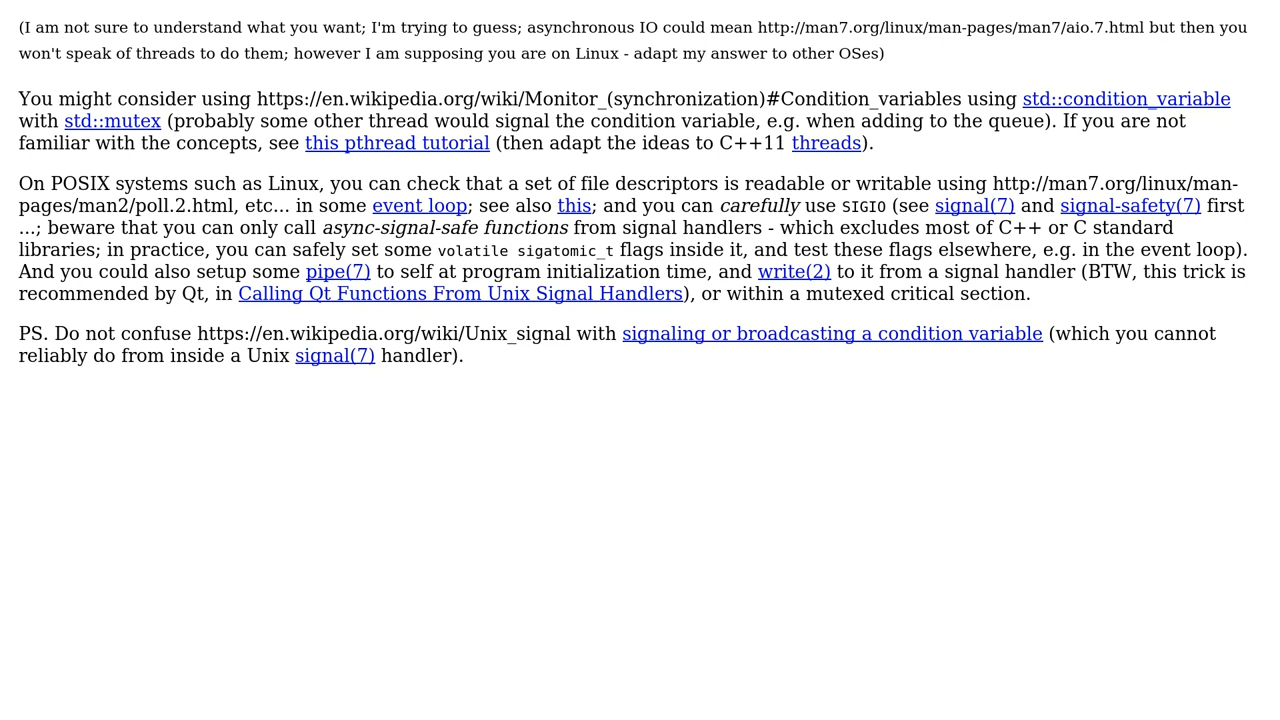 (I am not sure to understand what you want; I'm trying to guess; asynchronous IO could mean http://man7.org/linux/man-pages/man7/aio.7.html but then you
won't speak of threads to do them; however I am supposing you are on Linux - adapt my answer to other OSes)
You might consider using https://en.wikipedia.org/wiki/Monitor_(synchronization)#Condition_variables using std::condition_variable
with std::mutex (probably some other thread would signal the condition variable, e.g. when adding to the queue). If you are not
familiar with the concepts, see this pthread tutorial (then adapt the ideas to C++11 threads).
On POSIX systems such as Linux, you can check that a set of file descriptors is readable or writable using http://man7.org/linux/man-
pages/man2/poll.2.html, etc... in some event loop; see also this; and you can carefully use SIGIO (see signal(7) and signal-safety(7) first
...; beware that you can only call async-signal-safe functions from signal handlers - which excludes most of C++ or C standard
libraries; in practice, you can safely set some volatile sigatomic_t flags inside it, and test these flags elsewhere, e.g. in the event loop).
And you could also setup some pipe(7) to self at program initialization time, and write(2) to it from a signal handler (BTW, this trick is
recommended by Qt, in Calling Qt Functions From Unix Signal Handlers), or within a mutexed critical section.
PS. Do not confuse https://en.wikipedia.org/wiki/Unix_signal with signaling or broadcasting a condition variable (which you cannot
reliably do from inside a Unix signal(7) handler).